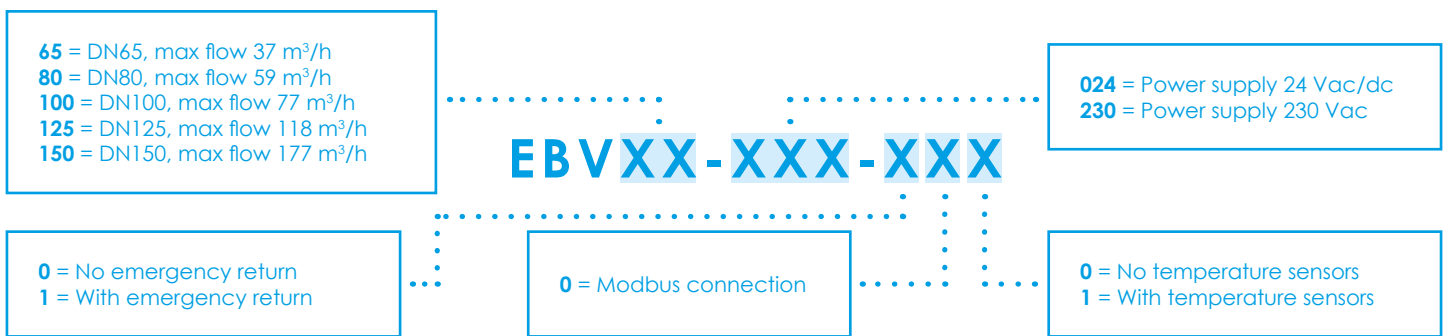 65 = DN65, max flow 37 m³/h
80 = DN80, max flow 59 m³/h
100 = DN100, max flow 77 m³/h
125 = DN125, max flow 118 m³/h
150 = DN150, max flow 177 m³/h
024 = Power supply 24 Vac/dc
230 = Power supply 230 Vac
EBVXX-XXX-XXX
0 = No emergency return
1 = With emergency return
0 = Modbus connection
0 = No temperature sensors
1 = With temperature sensors